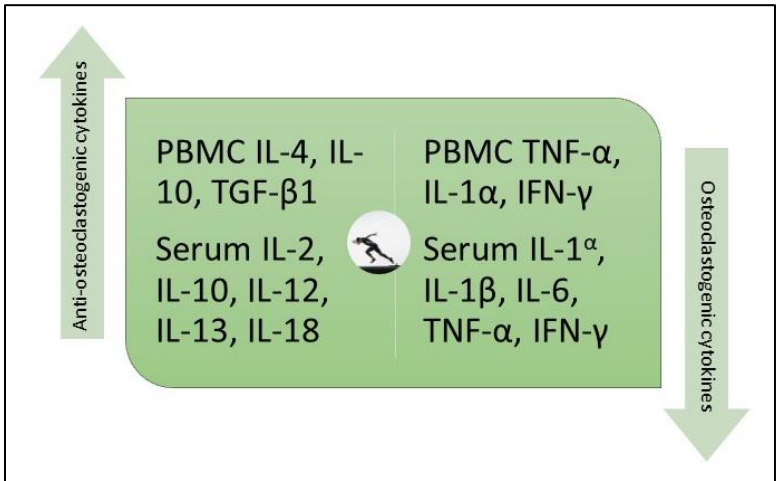 Anti-osteoclastogenic cytokines
PBMC IL-4, IL-
10, TGF-β1
Serum IL-2,
IL-10, IL-12,
IL-13, IL-18
PBMC TNF-α,
IL-1α, IFN-γ
Serum IL-1ᵅ,
IL-1β, IL-6,
TNF-α, IFN-γ
Osteoclastogenic cytokines